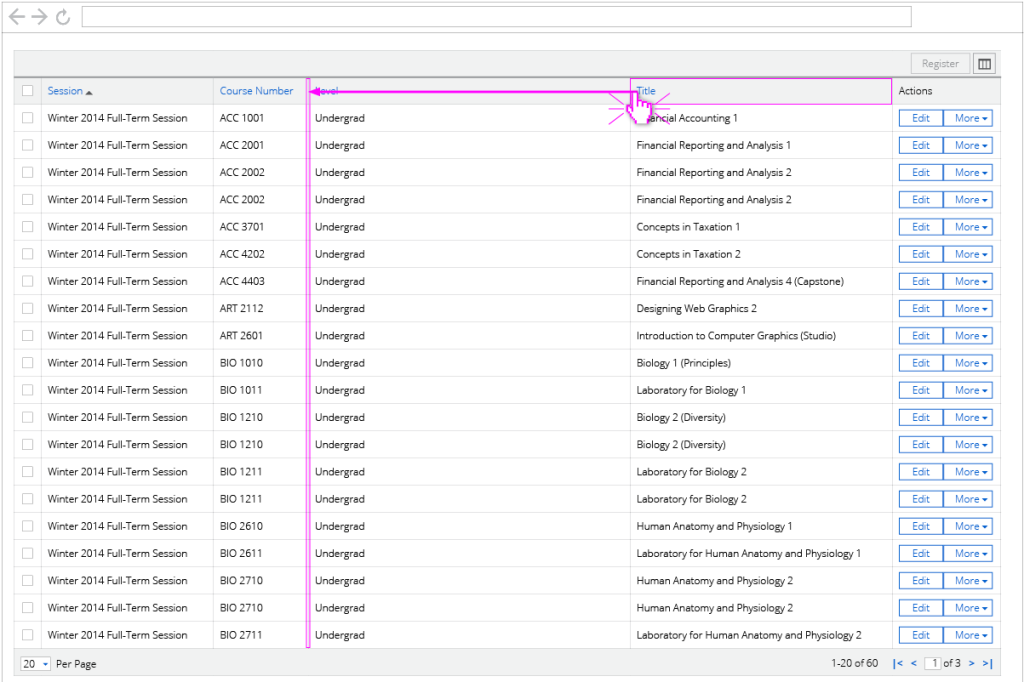 Register
Session Course Number Level Title Actions
Winter 2014 Full-Term Session ACC 1001 Undergrad Financial Accounting 1 Edit More
Winter 2014 Full-Term Session ACC 2001 Undergrad Financial Reporting and Analysis 1 Edit More
Winter 2014 Full-Term Session ACC 2002 Undergrad Financial Reporting and Analysis 2 Edit More
Winter 2014 Full-Term Session ACC 2002 Undergrad Financial Reporting and Analysis 2 Edit More
Winter 2014 Full-Term Session ACC 3701 Undergrad Concepts in Taxation 1 Edit More
Winter 2014 Full-Term Session ACC 4202 Undergrad Concepts in Taxation 2 Edit More
Winter 2014 Full-Term Session ACC 4403 Undergrad Financial Reporting and Analysis 4 (Capstone) Edit More
Winter 2014 Full-Term Session ART 2112 Undergrad Designing Web Graphics 2 Edit More
Winter 2014 Full-Term Session ART 2601 Undergrad Introduction to Computer Graphics (Studio) Edit More
Winter 2014 Full-Term Session BIO 1010 Undergrad Biology 1 (Principles) Edit More
Winter 2014 Full-Term Session BIO 1011 Undergrad Laboratory for Biology 1 Edit More
Winter 2014 Full-Term Session BIO 1210 Undergrad Biology 2 (Diversity) Edit More
Winter 2014 Full-Term Session BIO 1210 Undergrad Biology 2 (Diversity) Edit More
Winter 2014 Full-Term Session BIO 1211 Undergrad Laboratory for Biology 2 Edit More
Winter 2014 Full-Term Session BIO 1211 Undergrad Laboratory for Biology 2 Edit More
Winter 2014 Full-Term Session BIO 2610 Undergrad Human Anatomy and Physiology 1 Edit More
Winter 2014 Full-Term Session BIO 2611 Undergrad Laboratory for Human Anatomy and Physiology 1 Edit More
Winter 2014 Full-Term Session BIO 2710 Undergrad Human Anatomy and Physiology 2 Edit More
Winter 2014 Full-Term Session BIO 2710 Undergrad Human Anatomy and Physiology 2 Edit More
Winter 2014 Full-Term Session BIO 2711 Undergrad Laboratory for Human Anatomy and Physiology 2 Edit More
20 Per Page 1-20 of 60 |< < 1 of 3 > >|